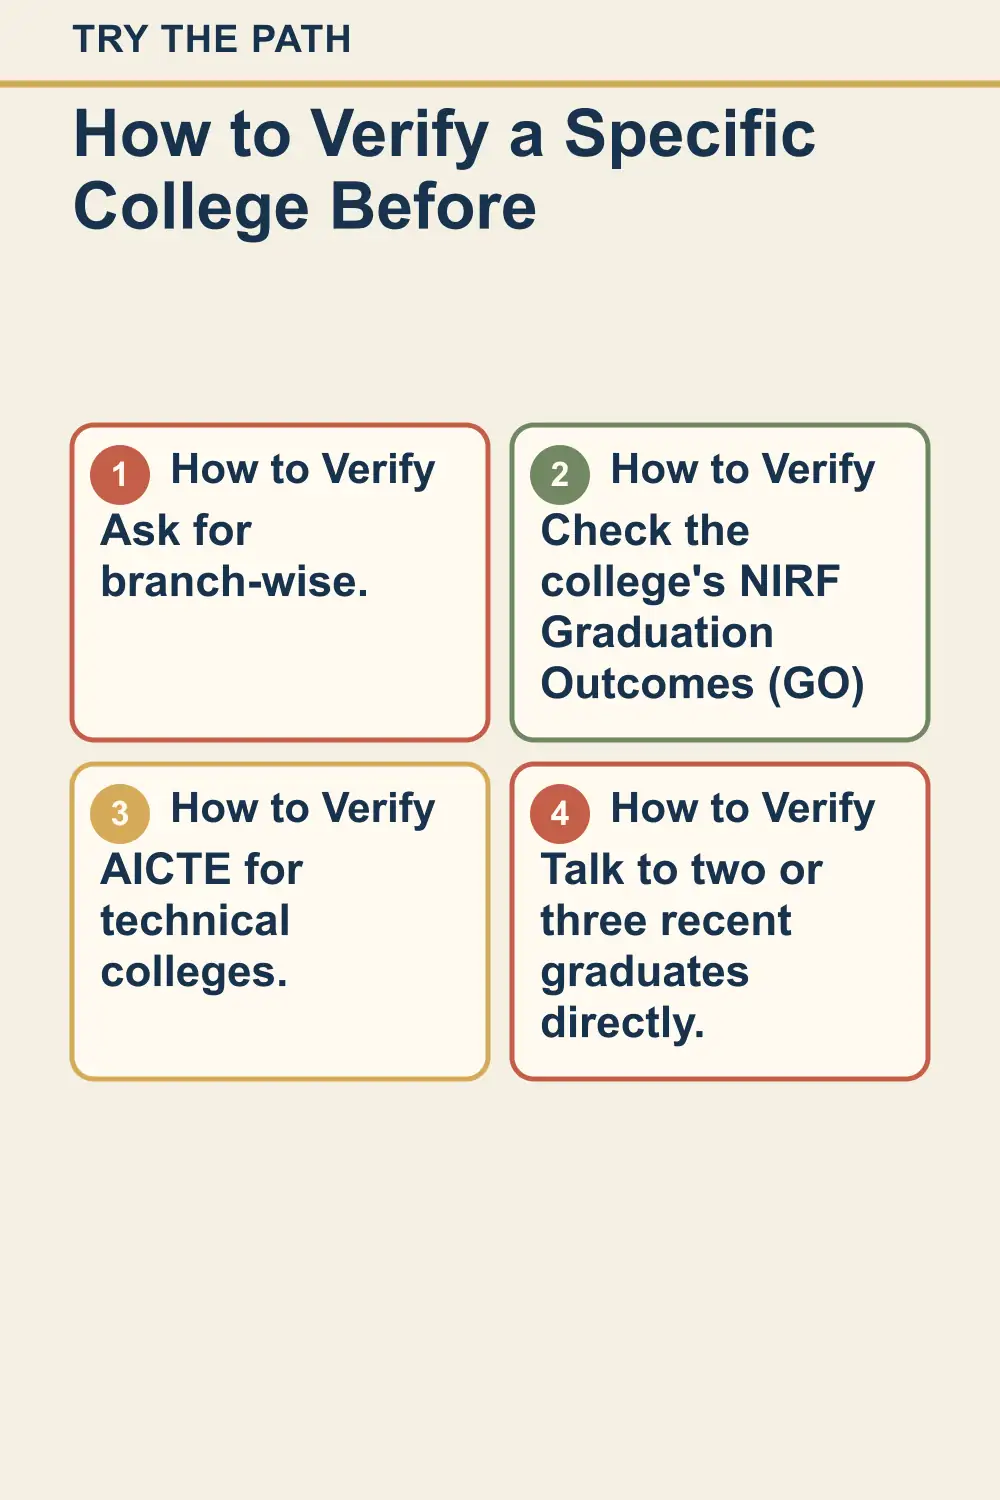 TRY THE PATH
How to Verify a Specific
College Before
1 How to Verify
Ask for
branch-wise.
2 How to Verify
Check the
college's NIRF
Graduation
Outcomes (GO)
3 How to Verify
AICTE for
technical
colleges.
4 How to Verify
Talk to two or
three recent
graduates
directly.